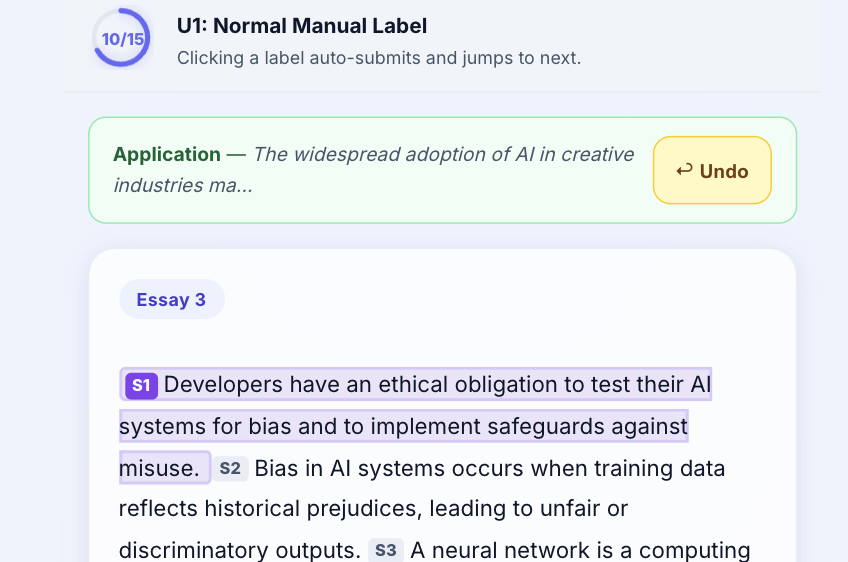 10/15
U1: Normal Manual Label
Clicking a label auto-submits and jumps to next.
Application — The widespread adoption of AI in creative
industries ma...
↩ Undo
Essay 3
S1 Developers have an ethical obligation to test their AI
systems for bias and to implement safeguards against
misuse. S2 Bias in AI systems occurs when training data
reflects historical prejudices, leading to unfair or
discriminatory outputs. S3 A neural network is a computing